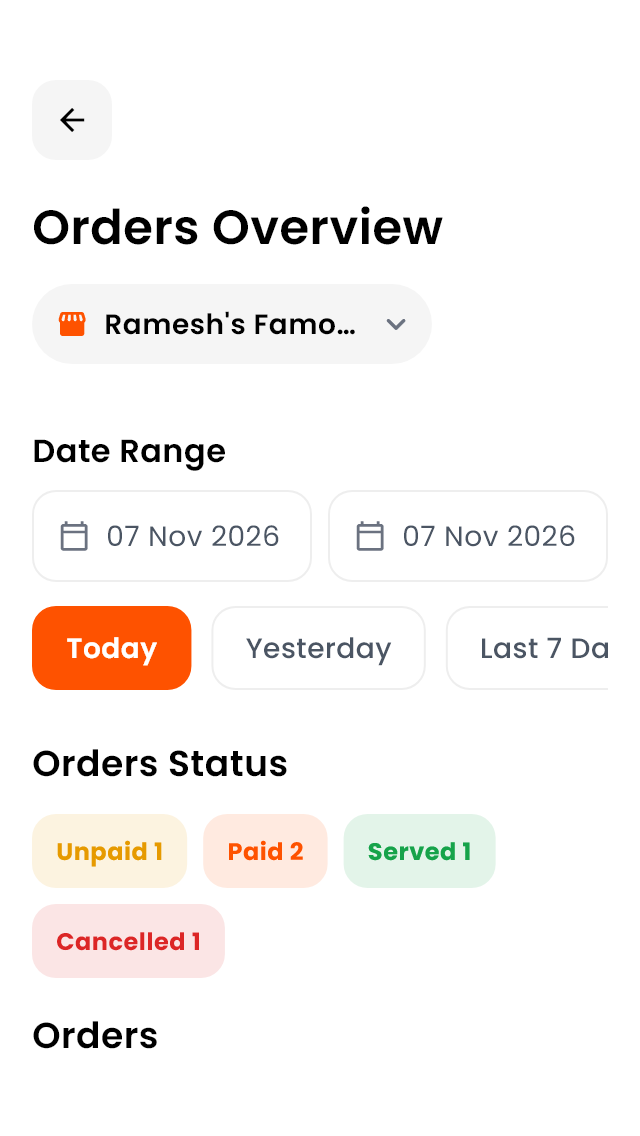 Orders Overview
Ramesh's Famo...
Date Range
07 Nov 2026 07 Nov 2026
Today Yesterday Last 7 Da
Orders Status
Unpaid 1 Paid 2 Served 1
Cancelled 1
Orders